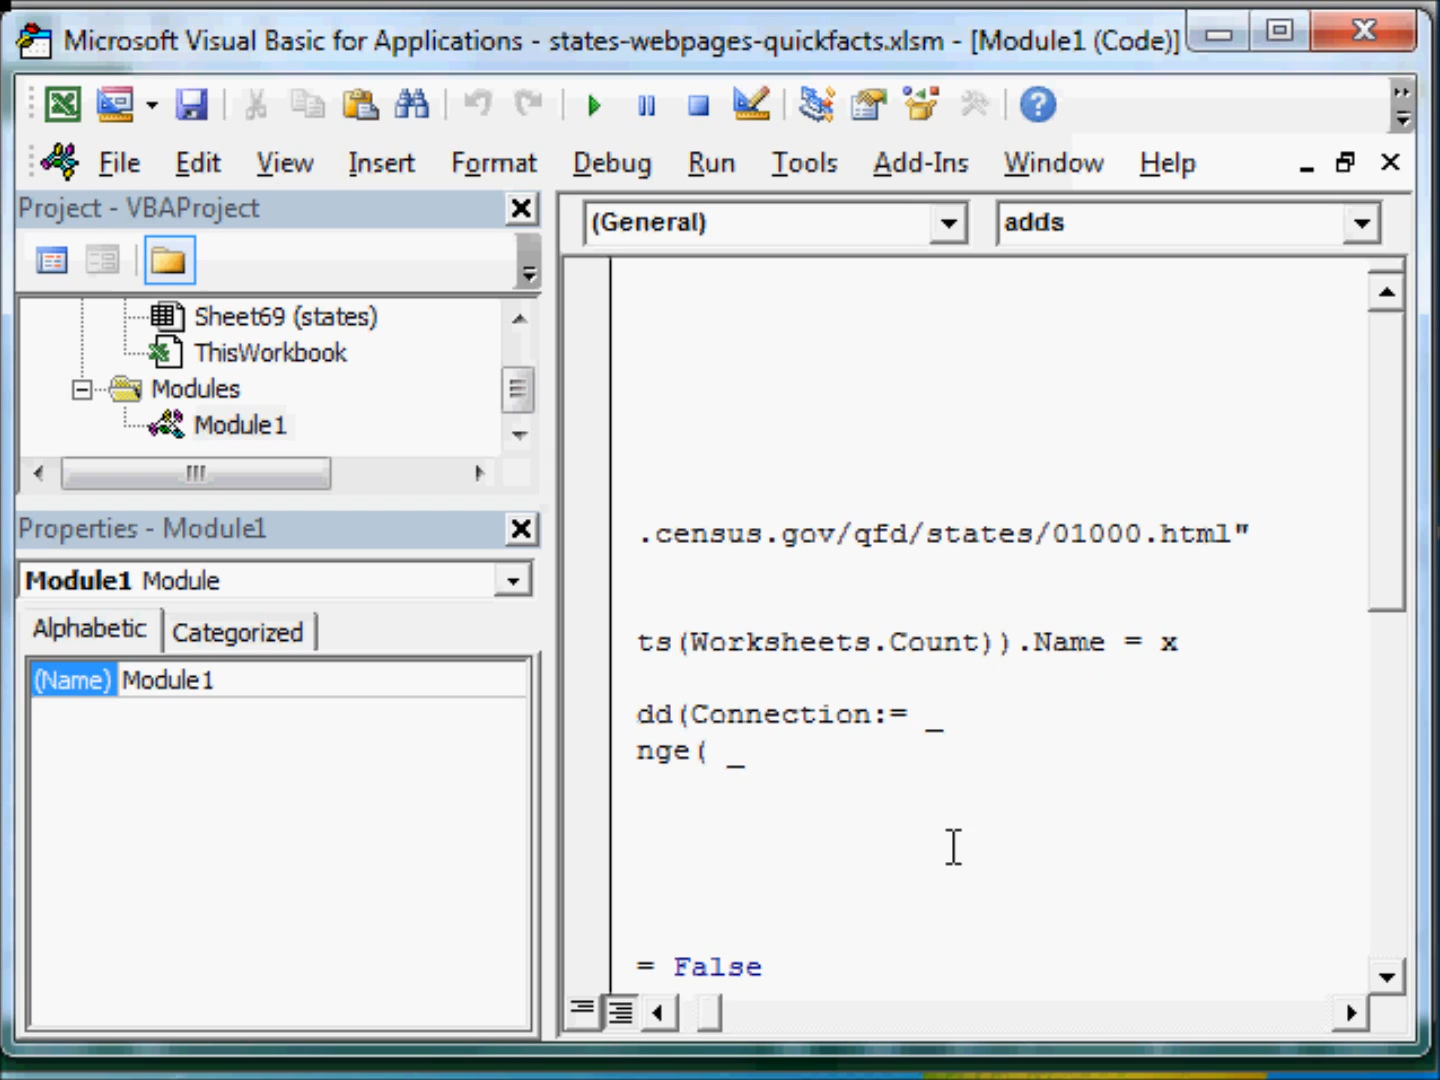 Microsoft Visual Basic for Applications - states-webpages-quickfacts.xlsm - [Module1 (Code)]
File Edit View Insert Format Debug Run Tools Add-Ins Window Help
Project - VBAProject
Sheet69 (states)
ThisWorkbook
Modules
Module1
Properties - Module1
Module1 Module
Alphabetic Categorized
(Name) Module1
(General) adds
.census.gov/qfd/states/01000.html"
ts(Worksheets.Count)).Name = x
dd(Connection:= _
nge( _
= False